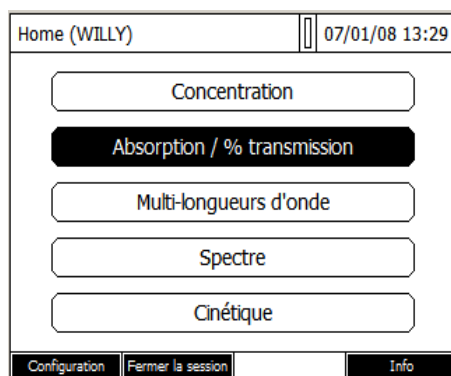 Home (WILLY) 07/01/08 13:29
Concentration
Absorption / % transmission
Multi-longueurs d'onde
Spectre
Cinétique
Configuration Fermer la session Info